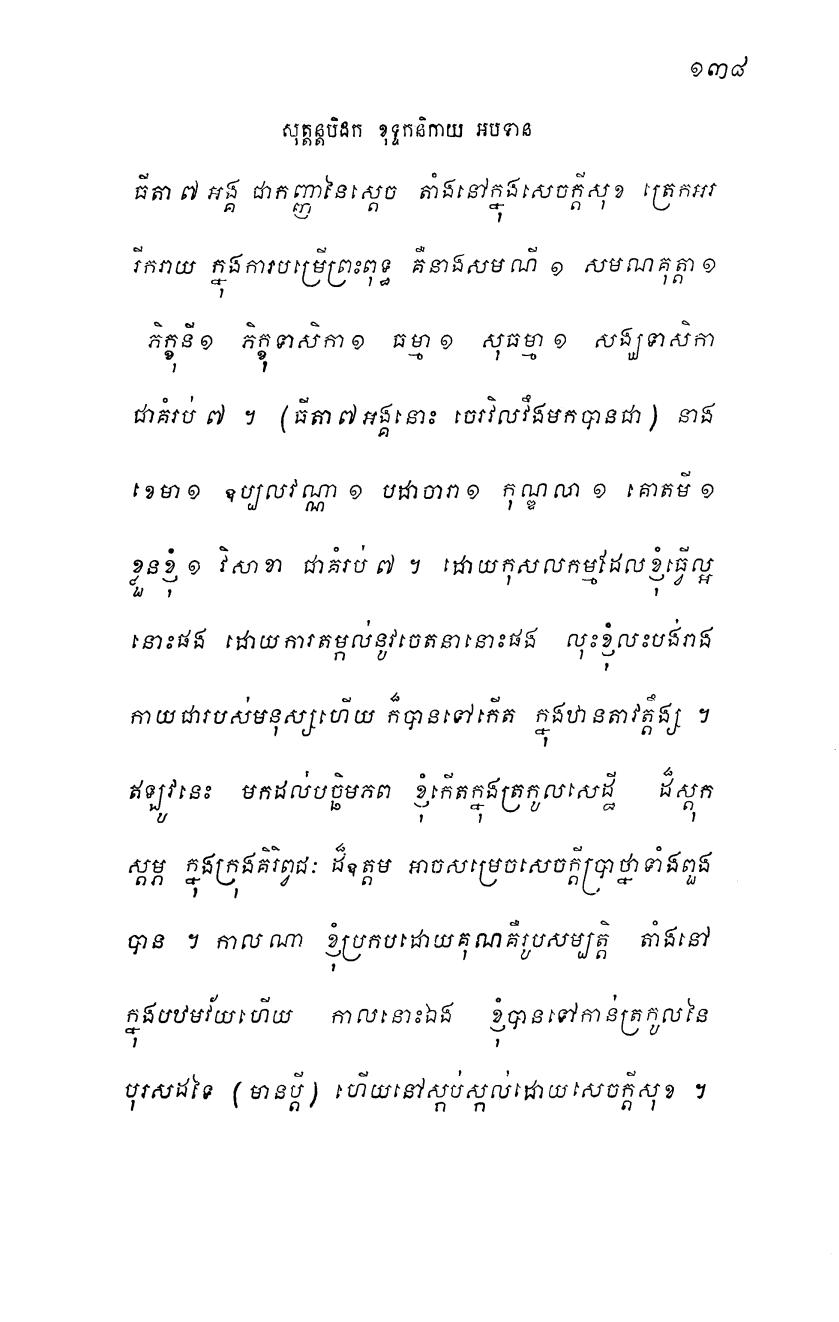 ១៣៨
សុត្តន្តបិដក ខុទ្ទកនិកាយ អបទាន
ធីតា ៧ អង្គ ជាកញ្ញានៃស្តេច តាំងនៅក្នុងសេចក្តីសុខ ត្រេកអរ
រីករាយ ក្នុងការបម្រើព្រះពុទ្ធ គឺនាងសមណី ១ សមណគុត្តា ១
ភិក្ខុនី ១ ភិក្ខុទាសិកា ១ ធម្មា ១ សុធម្មា ១ សង្ឃទាសិកា
ជាគំរប់ ៧ ។ (ធីតា ៧ អង្គនោះ ចេរវិលវឹងមកបានជា) នាង
ខេមា ១ ឧប្បលវណ្ណា ១ បដាចារា ១ កុណ្ឌលា ១ គោតមី ១
ខ្លួនខ្ញុំ ១ វិសាខា ជាគំរប់ ៧ ។ ដោយកុសលកម្មដែលខ្ញុំធ្វើល្អ
នោះផង ដោយការតម្កល់នូវចេតនានោះផង លុះខ្ញុំលះបង់រាង
កាយជារបស់មនុស្សហើយ ក៏បានទៅកើត ក្នុងឋានតាវត្តឹង្ស ។
ឥឡូវនេះ មកដល់បច្ឆិមភព ខ្ញុំកើតក្នុងត្រកូលសេដ្ឋី ដ៏ស្តុក
ស្តម្ភ ក្នុងក្រុងគិរិព្វជៈ ដ៏ឧត្តម អាចសម្រេចសេចក្តីប្រាថ្នាទាំងពួង
បាន ។ កាលណា ខ្ញុំប្រកបដោយគុណគឺរូបសម្បត្តិ តាំងនៅ
ក្នុងបឋមវ័យហើយ កាលនោះឯង ខ្ញុំបានទៅកាន់ត្រកូលនៃ
បុរសដទៃ (មានប្តី) ហើយនៅស្កប់ស្កល់ដោយសេចក្តីសុខ ។